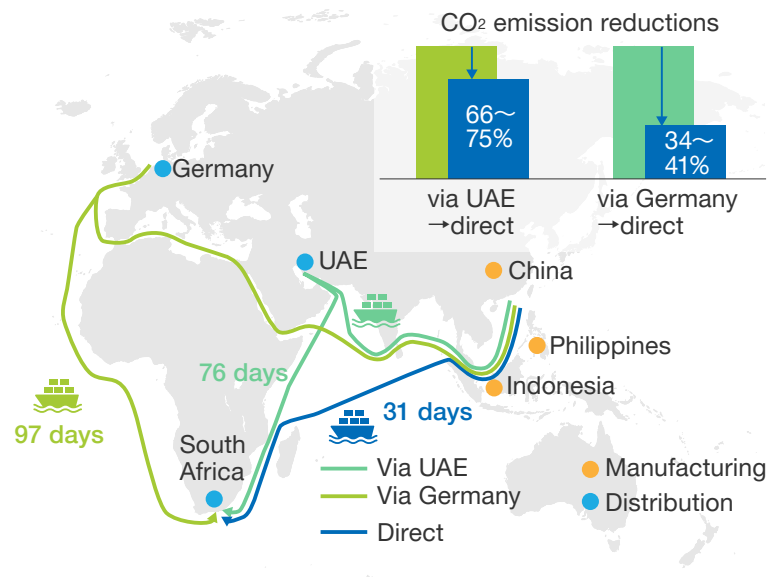 CO2 emission reductions
66～
75%
34～
41%
via UAE
→direct
via Germany
→direct
Germany
UAE
China
Philippines
Indonesia
76 days
31 days
97 days
South
Africa
Via UAE
Via Germany
Direct
Manufacturing
Distribution